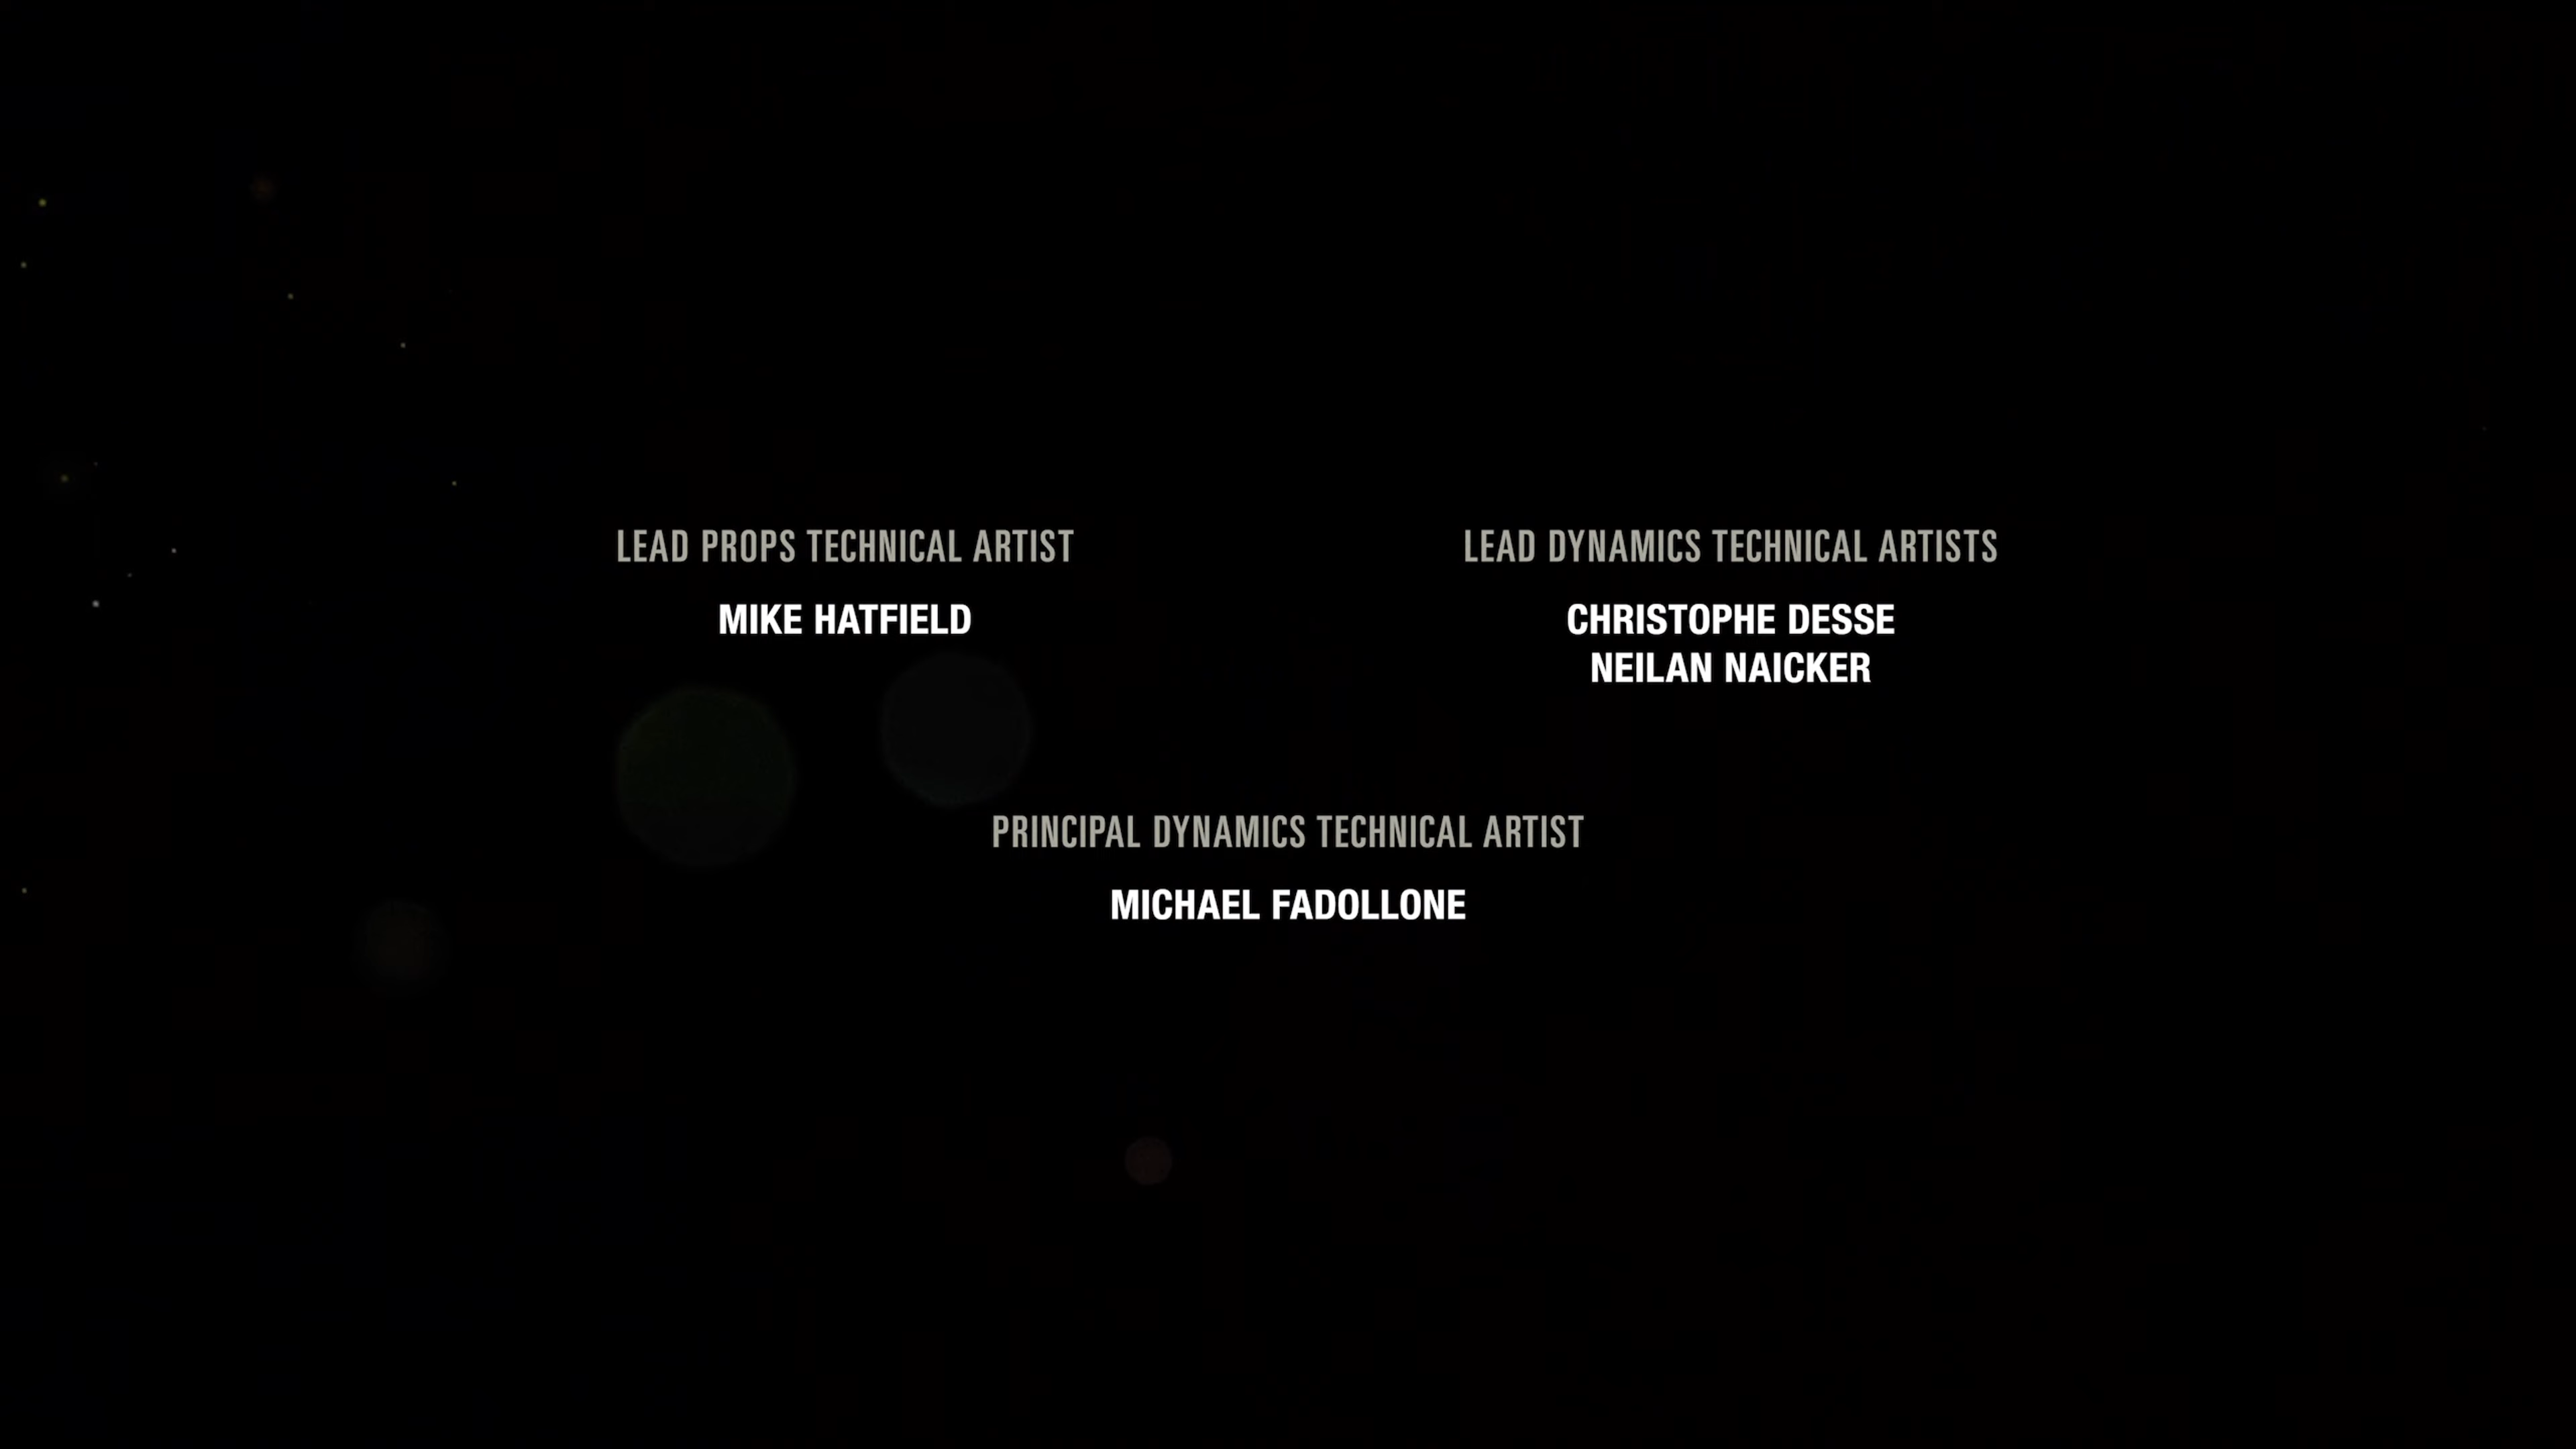 LEAD PROPS TECHNICAL ARTIST
MIKE HATFIELD
LEAD DYNAMICS TECHNICAL ARTISTS
CHRISTOPHE DESSE
NEILAN NAICKER
PRINCIPAL DYNAMICS TECHNICAL ARTIST
MICHAEL FADOLLONE